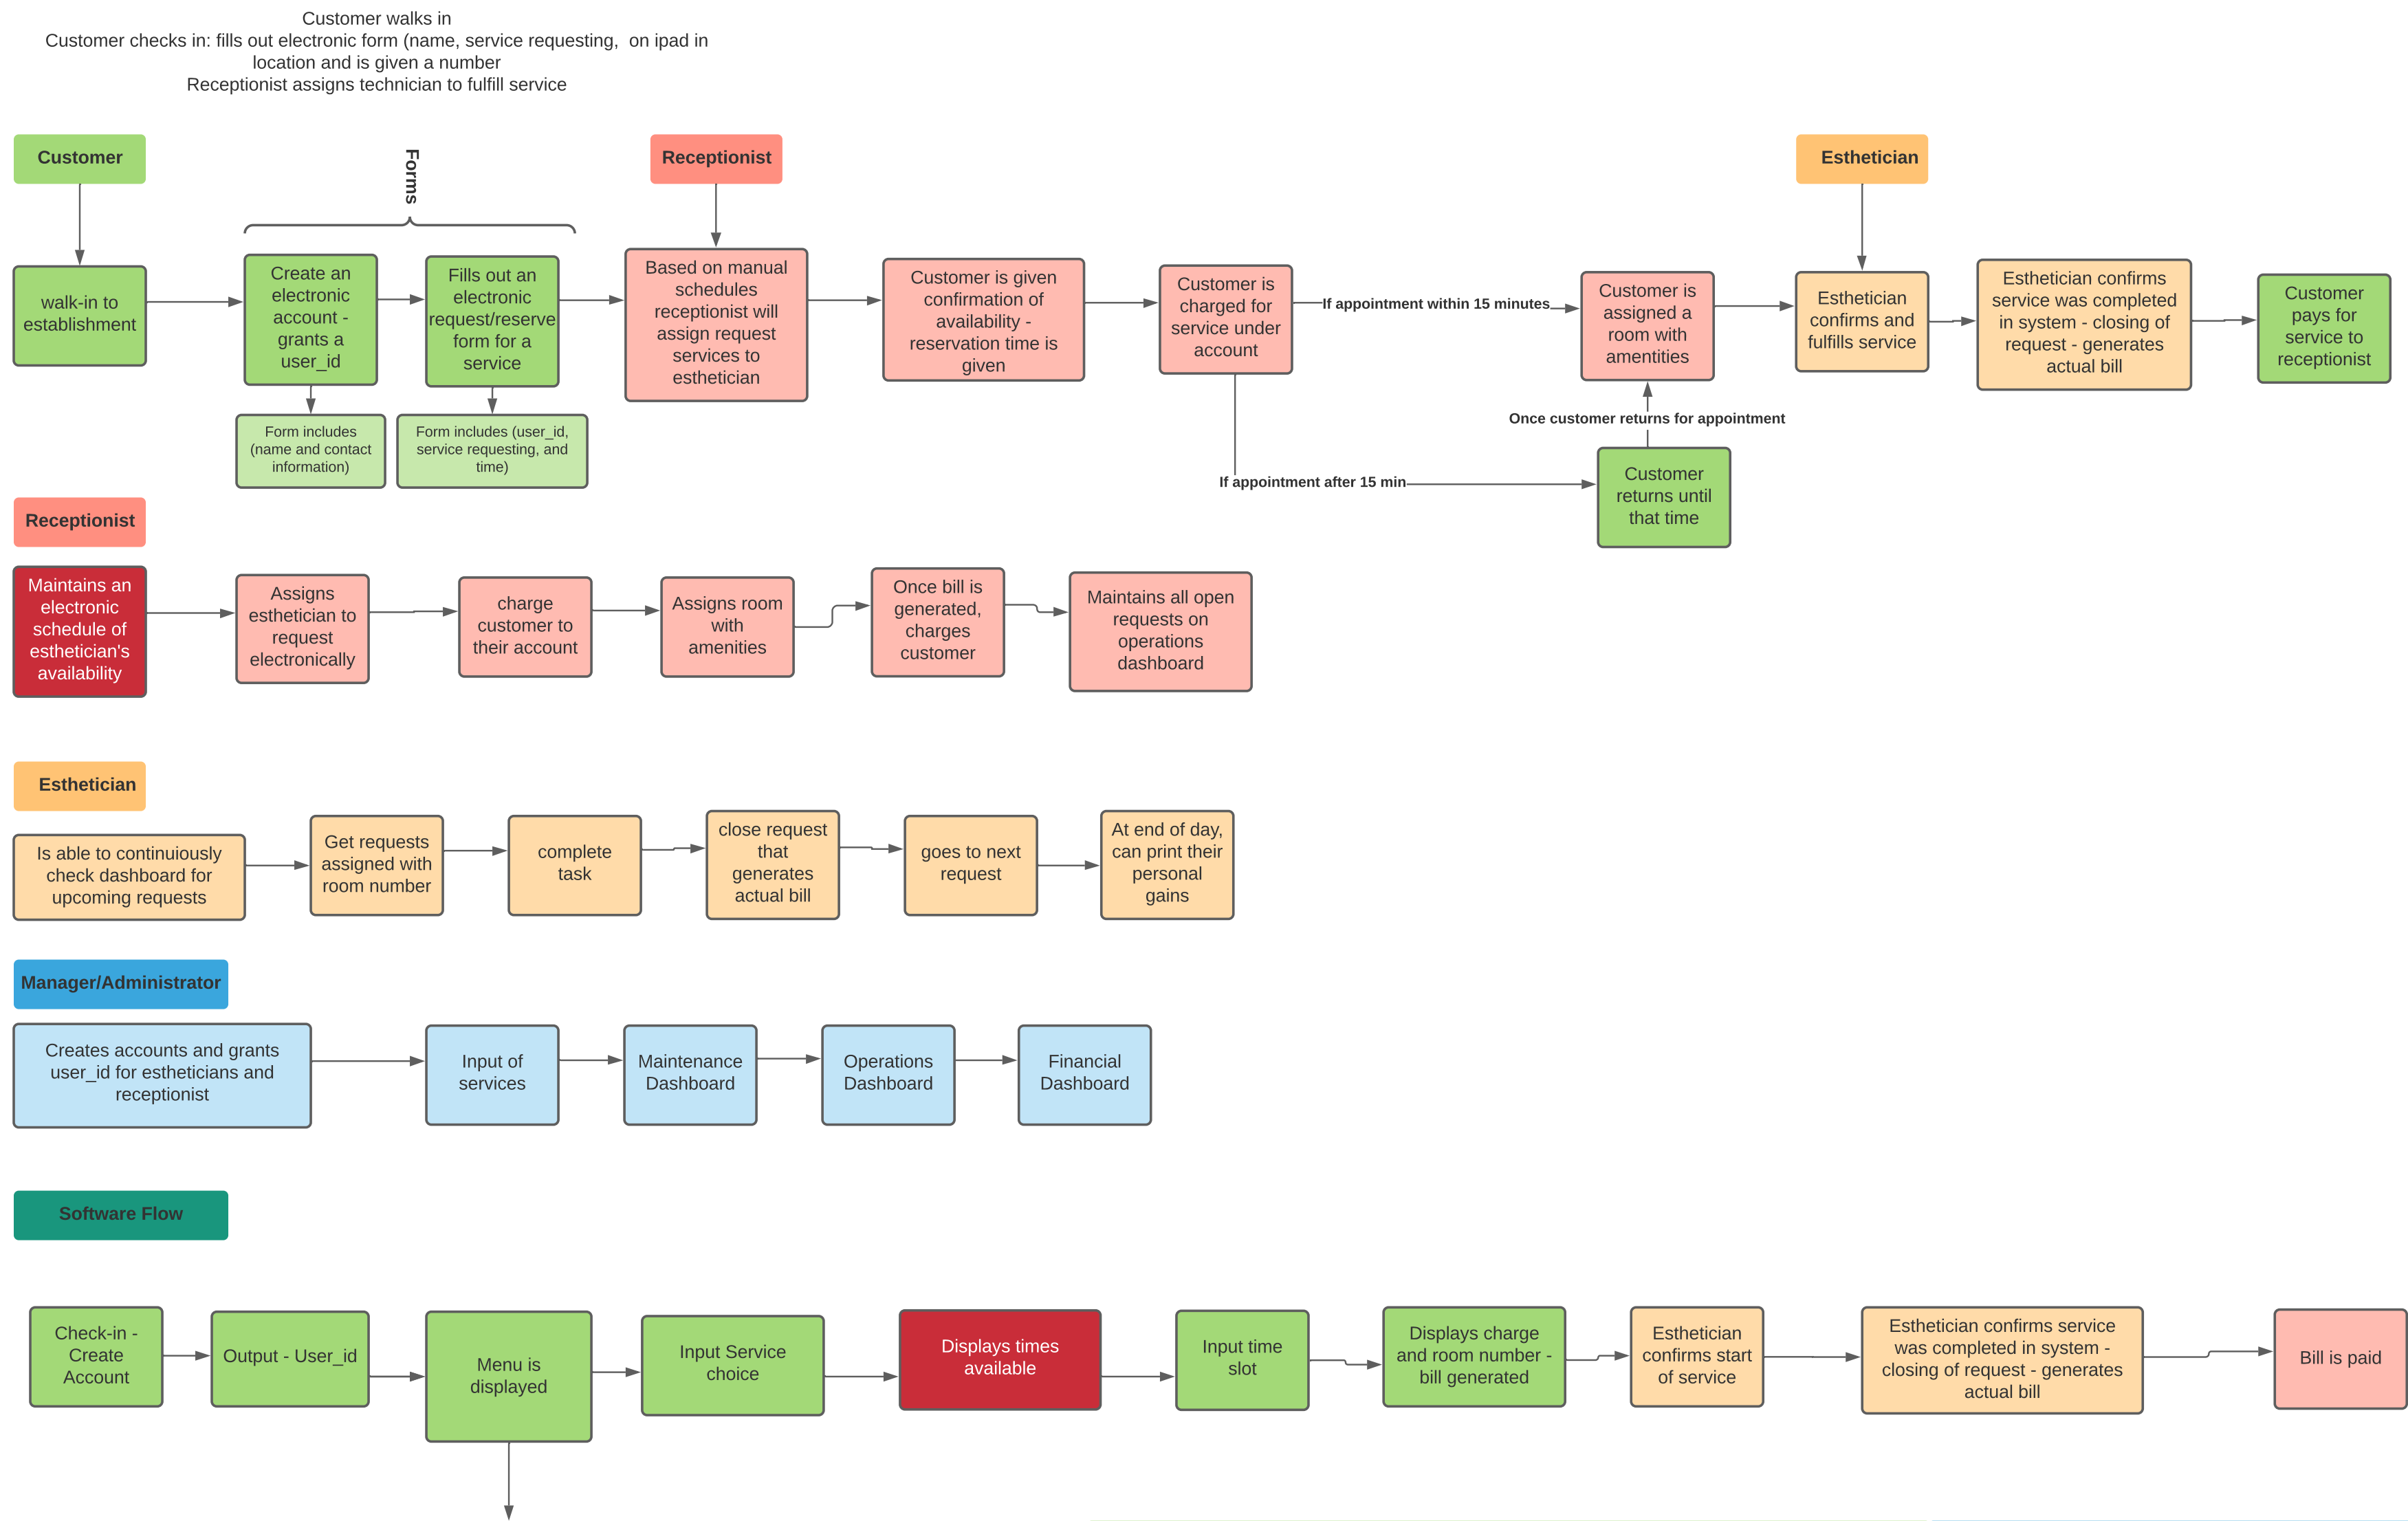 Customer walks in
Customer checks in: fills out electronic form (name, service requesting,  on ipad in
location and is given a number
Receptionist assigns technician to fulfill service
Customer
Forms
Receptionist
Esthetician
walk-in to
establishment
Create an
electronic
account -
grants a
user_id
Fills out an
electronic
request/reserve
form for a
service
Based on manual
schedules
receptionist will
assign request
services to
esthetician
Customer is given
confirmation of
availability -
reservation time is
given
Customer is
charged for
service under
account
If appointment within 15 minutes
Customer is
assigned a
room with
amentities
Esthetician
confirms and
fulfills service
Esthetician confirms
service was completed
in system - closing of
request - generates
actual bill
Customer
pays for
service to
receptionist
Form includes
(name and contact
information)
Form includes (user_id,
service requesting, and
time)
Once customer returns for appointment
If appointment after 15 min
Customer
returns until
that time
Receptionist
Maintains an
electronic
schedule of
esthetician's
availability
Assigns
esthetician to
request
electronically
charge
customer to
their account
Assigns room
with
amenities
Once bill is
generated,
charges
customer
Maintains all open
requests on
operations
dashboard
Esthetician
Is able to continuiously
check dashboard for
upcoming requests
Get requests
assigned with
room number
complete
task
close request
that
generates
actual bill
goes to next
request
At end of day,
can print their
personal
gains
Manager/Administrator
Creates accounts and grants
user_id for estheticians and
receptionist
Input of
services
Maintenance
Dashboard
Operations
Dashboard
Financial
Dashboard
Software Flow
Check-in -
Create
Account
Output - User_id
Menu is
displayed
Input Service
choice
Displays times
available
Input time
slot
Displays charge
and room number -
bill generated
Esthetician
confirms start
of service
Esthetician confirms service
was completed in system -
closing of request - generates
actual bill
Bill is paid